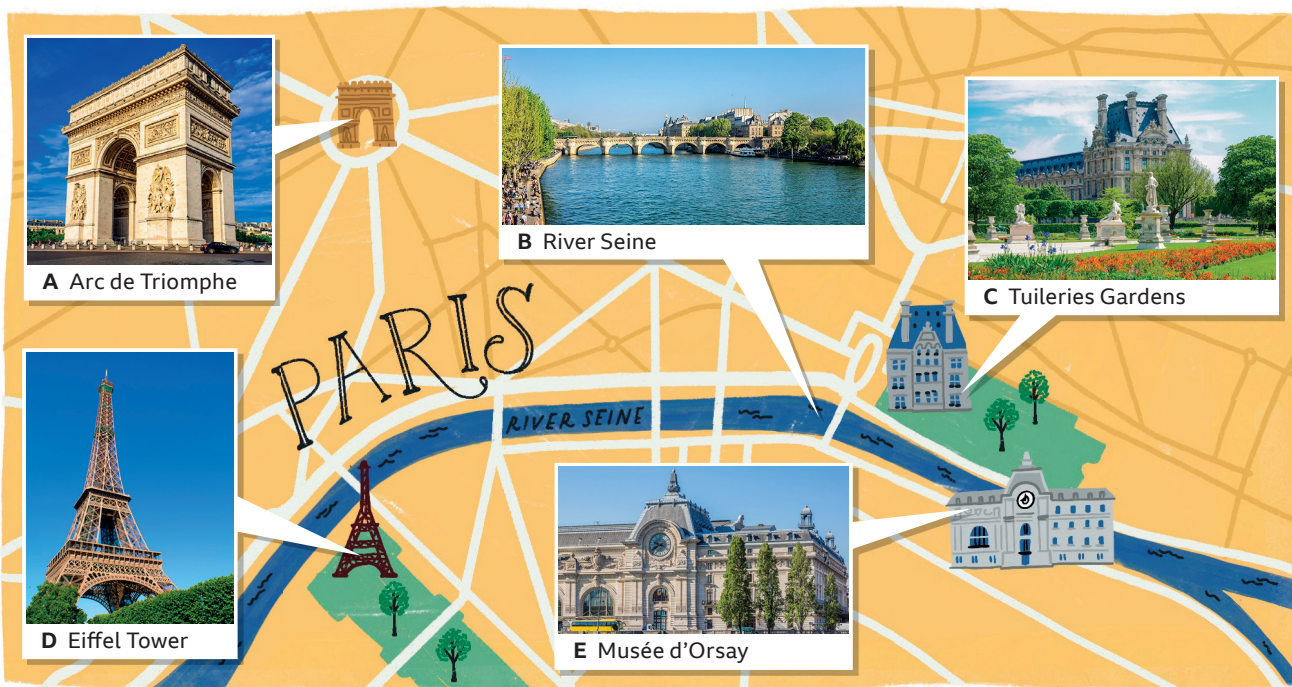 A Arc de Triomphe
B River Seine
C Tuileries Gardens
PARIS
RIVER SEINE
D Eiffel Tower
E Musée d'Orsay